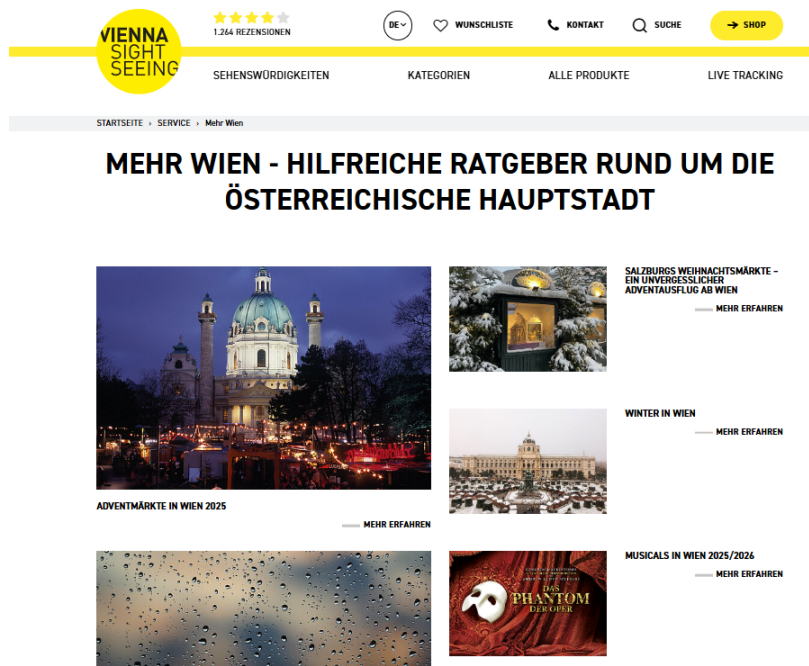 VIENNA
SIGHT
SEEING
1.264 REZENSIONEN
DE
WUNSCHLISTE
KONTAKT
SUCHE
SHOP
SEHENSWÜRDIGKEITEN
KATEGORIEN
ALLE PRODUKTE
LIVE TRACKING
STARTSEITE › SERVICE › Mehr Wien
MEHR WIEN - HILFREICHE RATGEBER RUND UM DIE
ÖSTERREICHISCHE HAUPTSTADT
SALZBURGS WEIHNACHTSMÄRKTE –
EIN UNVERGESSLICHER
ADVENTAUSFLUG AB WIEN
MEHR ERFAHREN
WINTER IN WIEN
MEHR ERFAHREN
ADVENTMÄRKTE IN WIEN 2025
MEHR ERFAHREN
MUSICALS IN WIEN 2025/2026
MEHR ERFAHREN
DAS
PHANTOM
DER OPER